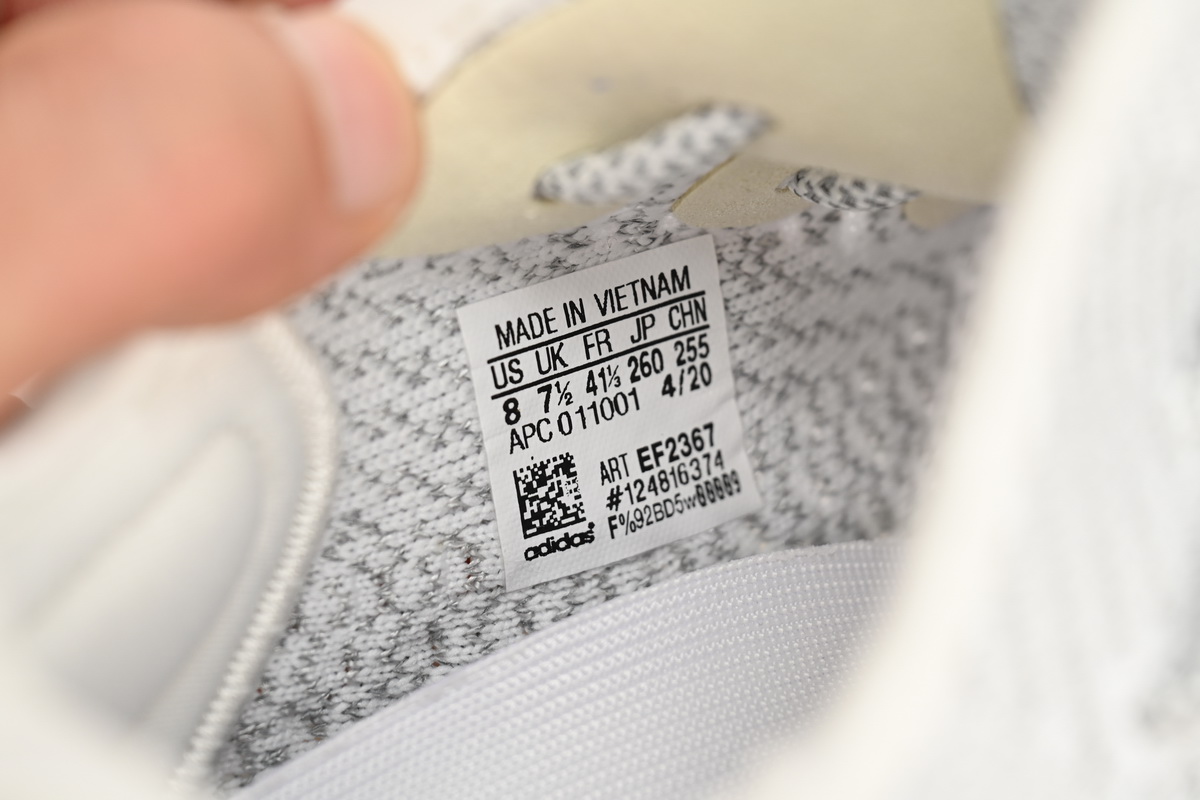 MADE IN VIETNAM
US UK FR JP CHN
8 7½ 41⅓ 260 255
APC 011001 4/20
ART EF2367
#124816374
F%92BD5w
adidas